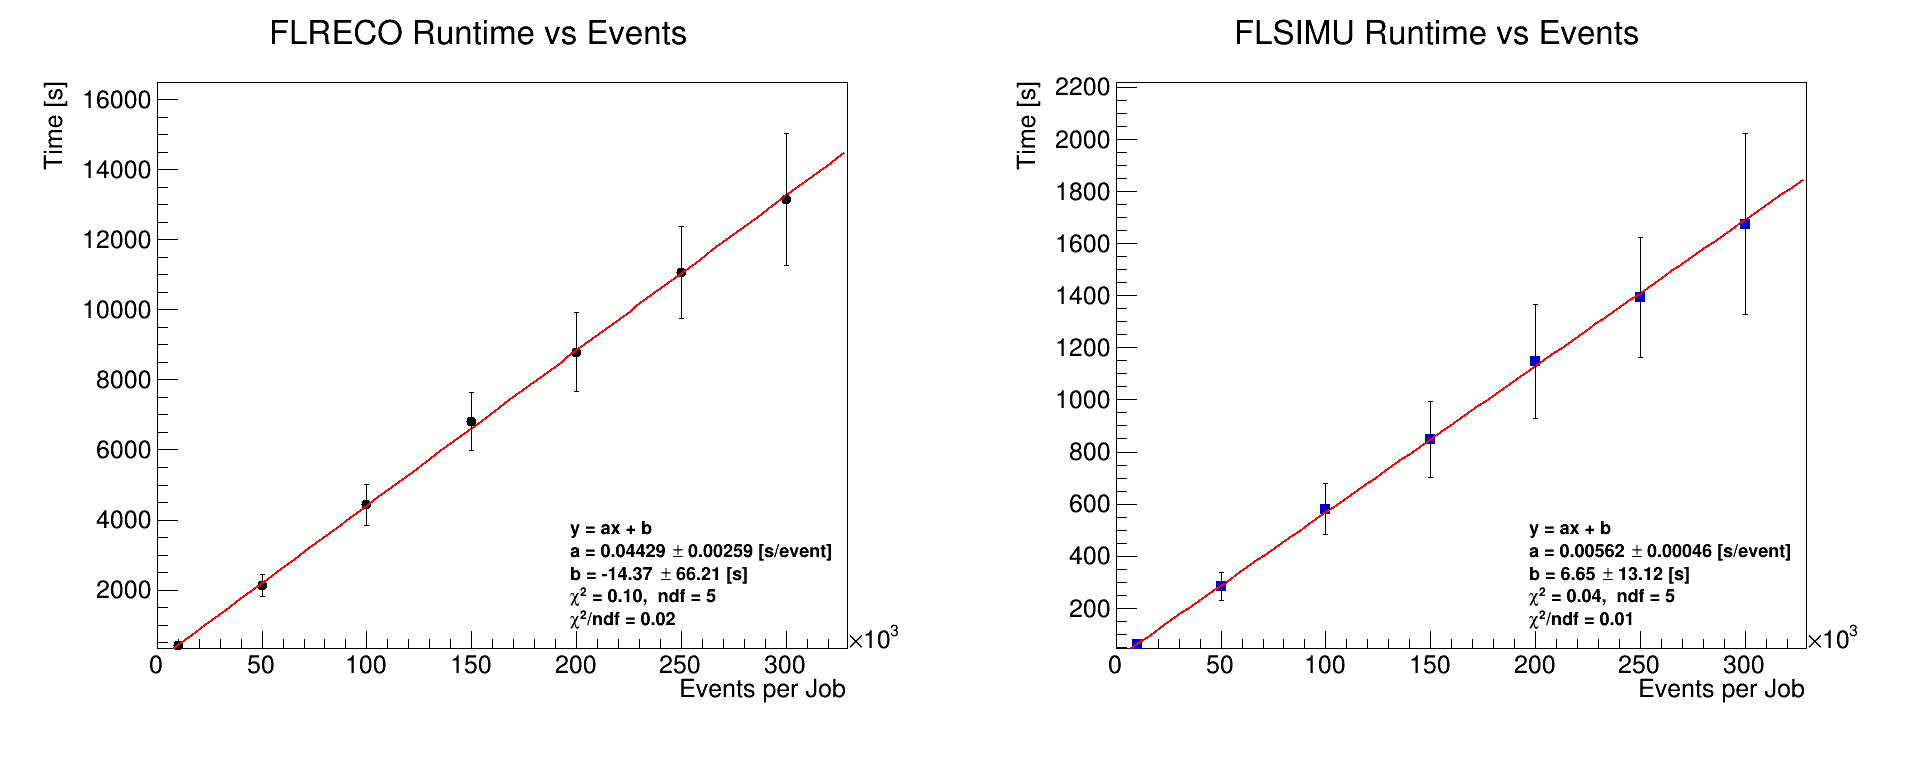 FLRECO Runtime vs Events
Time [s]
16000
14000
12000
10000
8000
6000
4000
2000
y = ax + b
a = 0.04429 ± 0.00259 [s/event]
b = -14.37 ± 66.21 [s]
χ² = 0.10, ndf = 5
χ²/ndf = 0.02
0 50 100 150 200 250 300 ×10³
Events per Job
FLSIMU Runtime vs Events
Time [s]
2200
2000
1800
1600
1400
1200
1000
800
600
400
200
y = ax + b
a = 0.00562 ± 0.00046 [s/event]
b = 6.65 ± 13.12 [s]
χ² = 0.04, ndf = 5
χ²/ndf = 0.01
0 50 100 150 200 250 300 ×10³
Events per Job